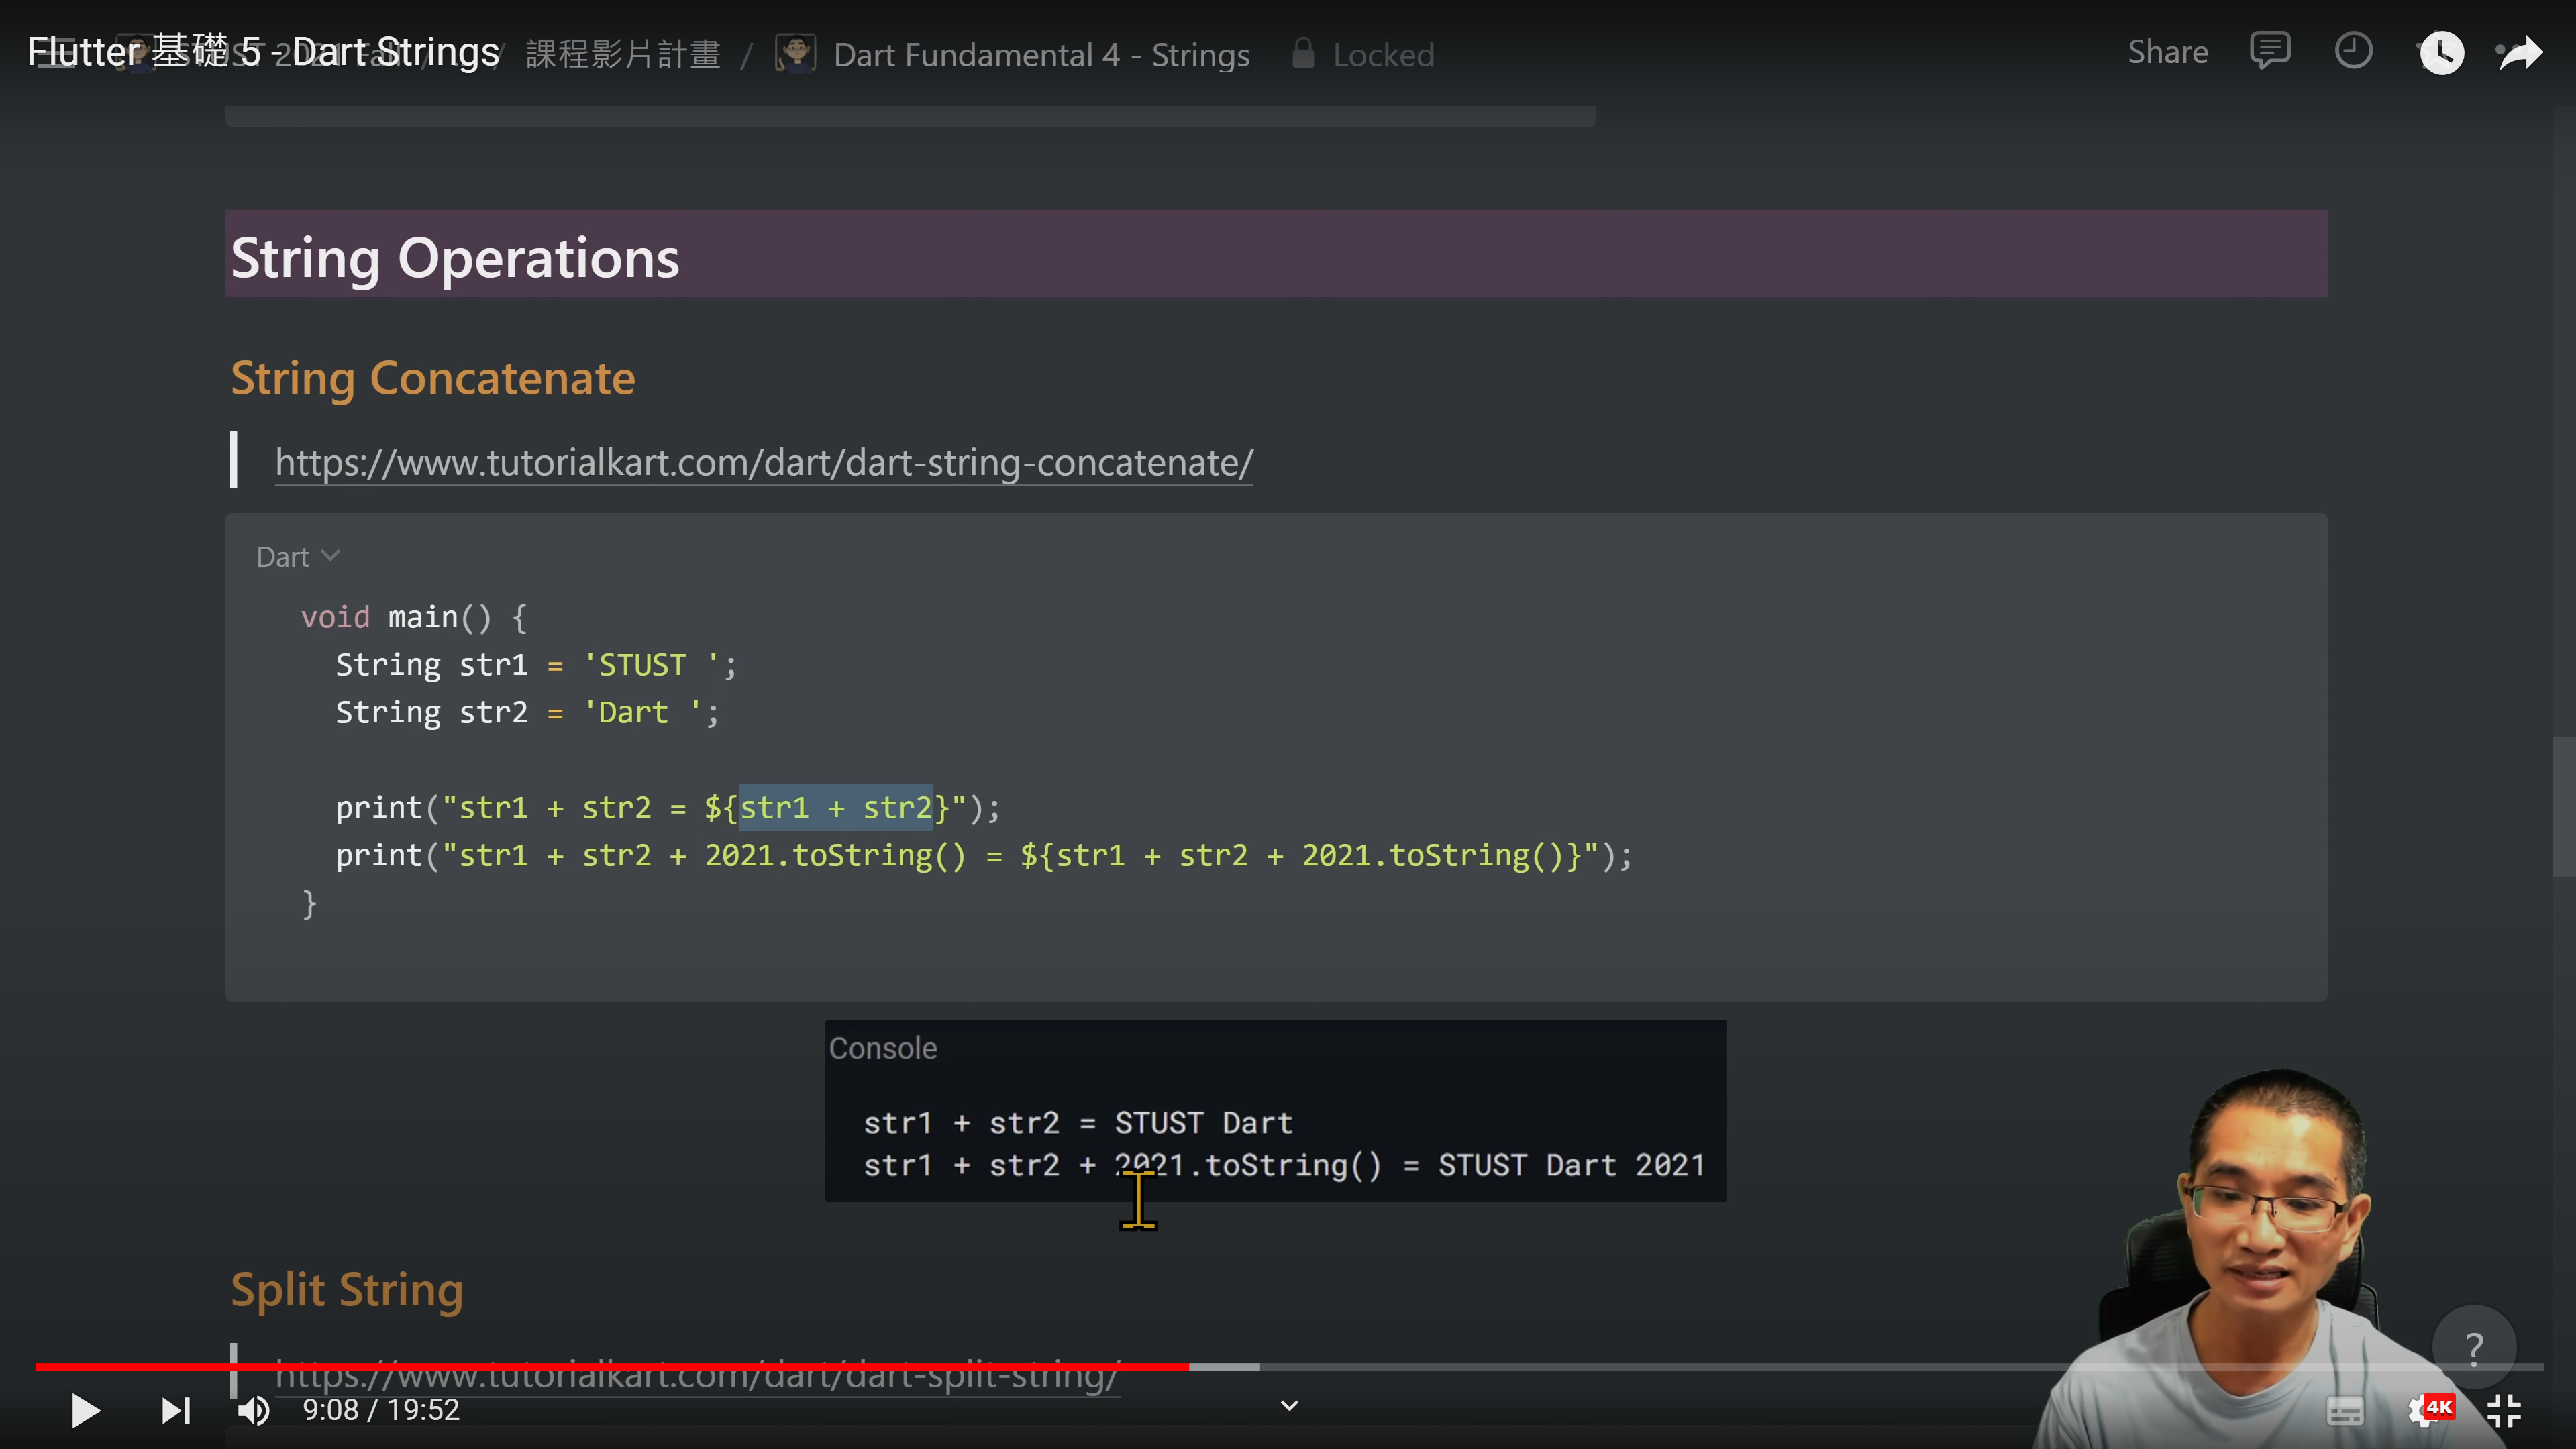 Flutter 基礎 5 - Dart Strings
STUST 2021 Fall / 課程影片計畫 / Dart Fundamental 4 - Strings Locked
Share
String Operations
String Concatenate
https://www.tutorialkart.com/dart/dart-string-concatenate/
Dart
void main() {
String str1 = 'STUST ';
String str2 = 'Dart ';
print("str1 + str2 = ${str1 + str2}");
print("str1 + str2 + 2021.toString() = ${str1 + str2 + 2021.toString()}");
}
Console
str1 + str2 = STUST Dart
str1 + str2 + 2021.toString() = STUST Dart 2021
Split String
https://www.tutorialkart.com/dart/dart-split-string/
?
9:08 / 19:52
4K